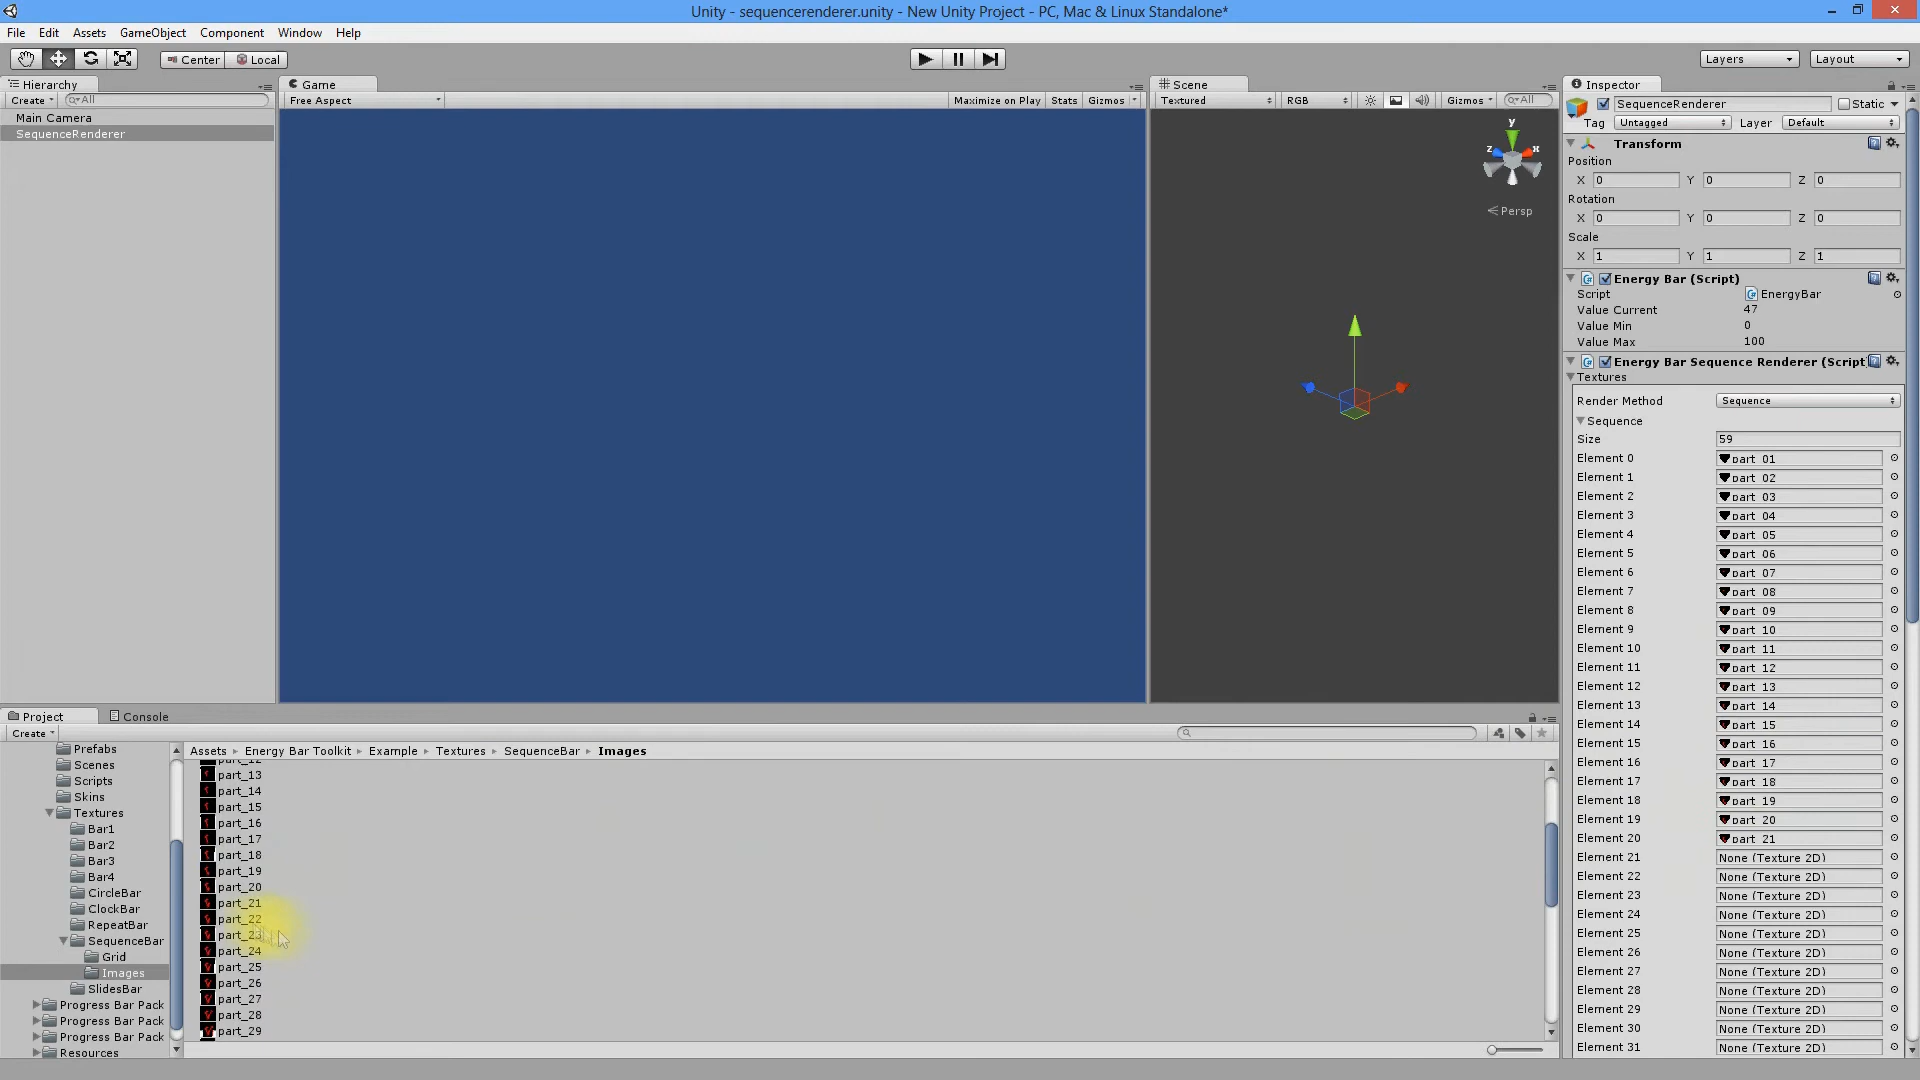 Unity - sequencerenderer.unity - New Unity Project - PC, Mac & Linux Standalone*
File Edit Assets GameObject Component Window Help
Center Local Layers Layout
Hierarchy
Create All
Main Camera
SequenceRenderer
Game
Free Aspect Maximize on Play Stats Gizmos
Scene
Textured RGB Gizmos All
y
z x
Persp
Inspector
SequenceRenderer Static
Tag Untagged Layer Default
Transform
Position
X 0 Y 0 Z 0
Rotation
X 0 Y 0 Z 0
Scale
X 1 Y 1 Z 1
Energy Bar (Script)
Script EnergyBar
Value Current 47
Value Min 0
Value Max 100
Energy Bar Sequence Renderer (Script
Textures
Render Method Sequence
Sequence
Size 59
Element 0 part_01
Element 1 part_02
Element 2 part_03
Element 3 part_04
Element 4 part_05
Element 5 part_06
Element 6 part_07
Element 7 part_08
Element 8 part_09
Element 9 part_10
Element 10 part_11
Element 11 part_12
Element 12 part_13
Element 13 part_14
Element 14 part_15
Element 15 part_16
Element 16 part_17
Element 17 part_18
Element 18 part_19
Element 19 part_20
Element 20 part_21
Element 21 None (Texture 2D)
Element 22 None (Texture 2D)
Element 23 None (Texture 2D)
Element 24 None (Texture 2D)
Element 25 None (Texture 2D)
Element 26 None (Texture 2D)
Element 27 None (Texture 2D)
Element 28 None (Texture 2D)
Element 29 None (Texture 2D)
Element 30 None (Texture 2D)
Element 31 None (Texture 2D)
Project Console
Create
Prefabs
Scenes
Scripts
Skins
Textures
Bar1
Bar2
Bar3
Bar4
CircleBar
ClockBar
RepeatBar
SequenceBar
Grid
Images
SlidesBar
Progress Bar Pack
Progress Bar Pack
Progress Bar Pack
Resources
Assets Energy Bar Toolkit Example Textures SequenceBar Images
part_12
part_13
part_14
part_15
part_16
part_17
part_18
part_19
part_20
part_21
part_22
part_23
part_24
part_25
part_26
part_27
part_28
part_29